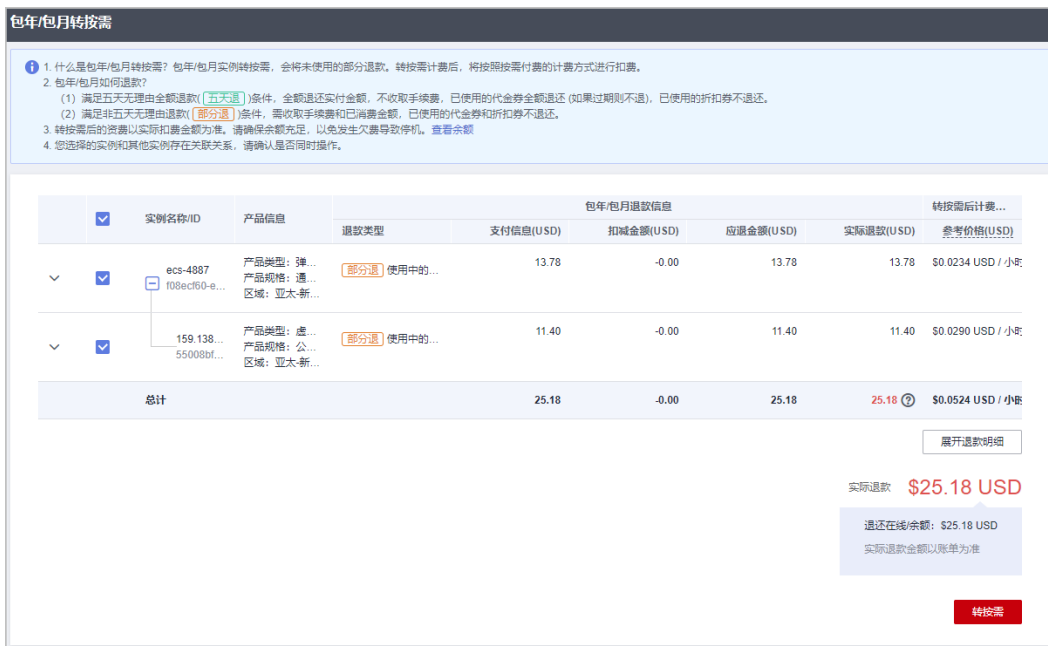 包年/包月转按需
1. 什么是包年/包月转按需？包年/包月实例转按需，会将未使用的部分退款。转按需计费后，将按照按需付费的计费方式进行扣费。
2. 包年/包月如何退款?
（1）满足五天无理由全额退款( 五天退 )条件，全额退还实付金额，不收取手续费，已使用的代金券全额退还 (如果过期则不退)，已使用的折扣券不退还。
（2）满足非五天无理由退款( 部分退 )条件，需收取手续费和已消费金额，已使用的代金券和折扣券不退还。
3. 转按需后的资费以实际扣费金额为准。请确保余额充足，以免发生欠费导致停机。查看余额
4. 您选择的实例和其他实例存在关联关系，请确认是否同时操作。
实例名称/ID 产品信息 包年/包月退款信息 转按需后计费...
退款类型 支付信息(USD) 扣减金额(USD) 应退金额(USD) 实际退款(USD) 参考价格(USD)
ecs-4887
f08ecf60-e...
产品类型：弹...
产品规格：通...
区域：亚太-新...
部分退 使用中的... 13.78 -0.00 13.78 13.78 $0.0234 USD / 小时
159.138...
55008bf...
产品类型：虚...
产品规格：公...
区域：亚太-新...
部分退 使用中的... 11.40 -0.00 11.40 11.40 $0.0290 USD / 小时
总计 25.18 -0.00 25.18 25.18 $0.0524 USD / 小时
展开退款明细
实际退款 $25.18 USD
退还在线/余额：$25.18 USD
实际退款金额以账单为准
转按需